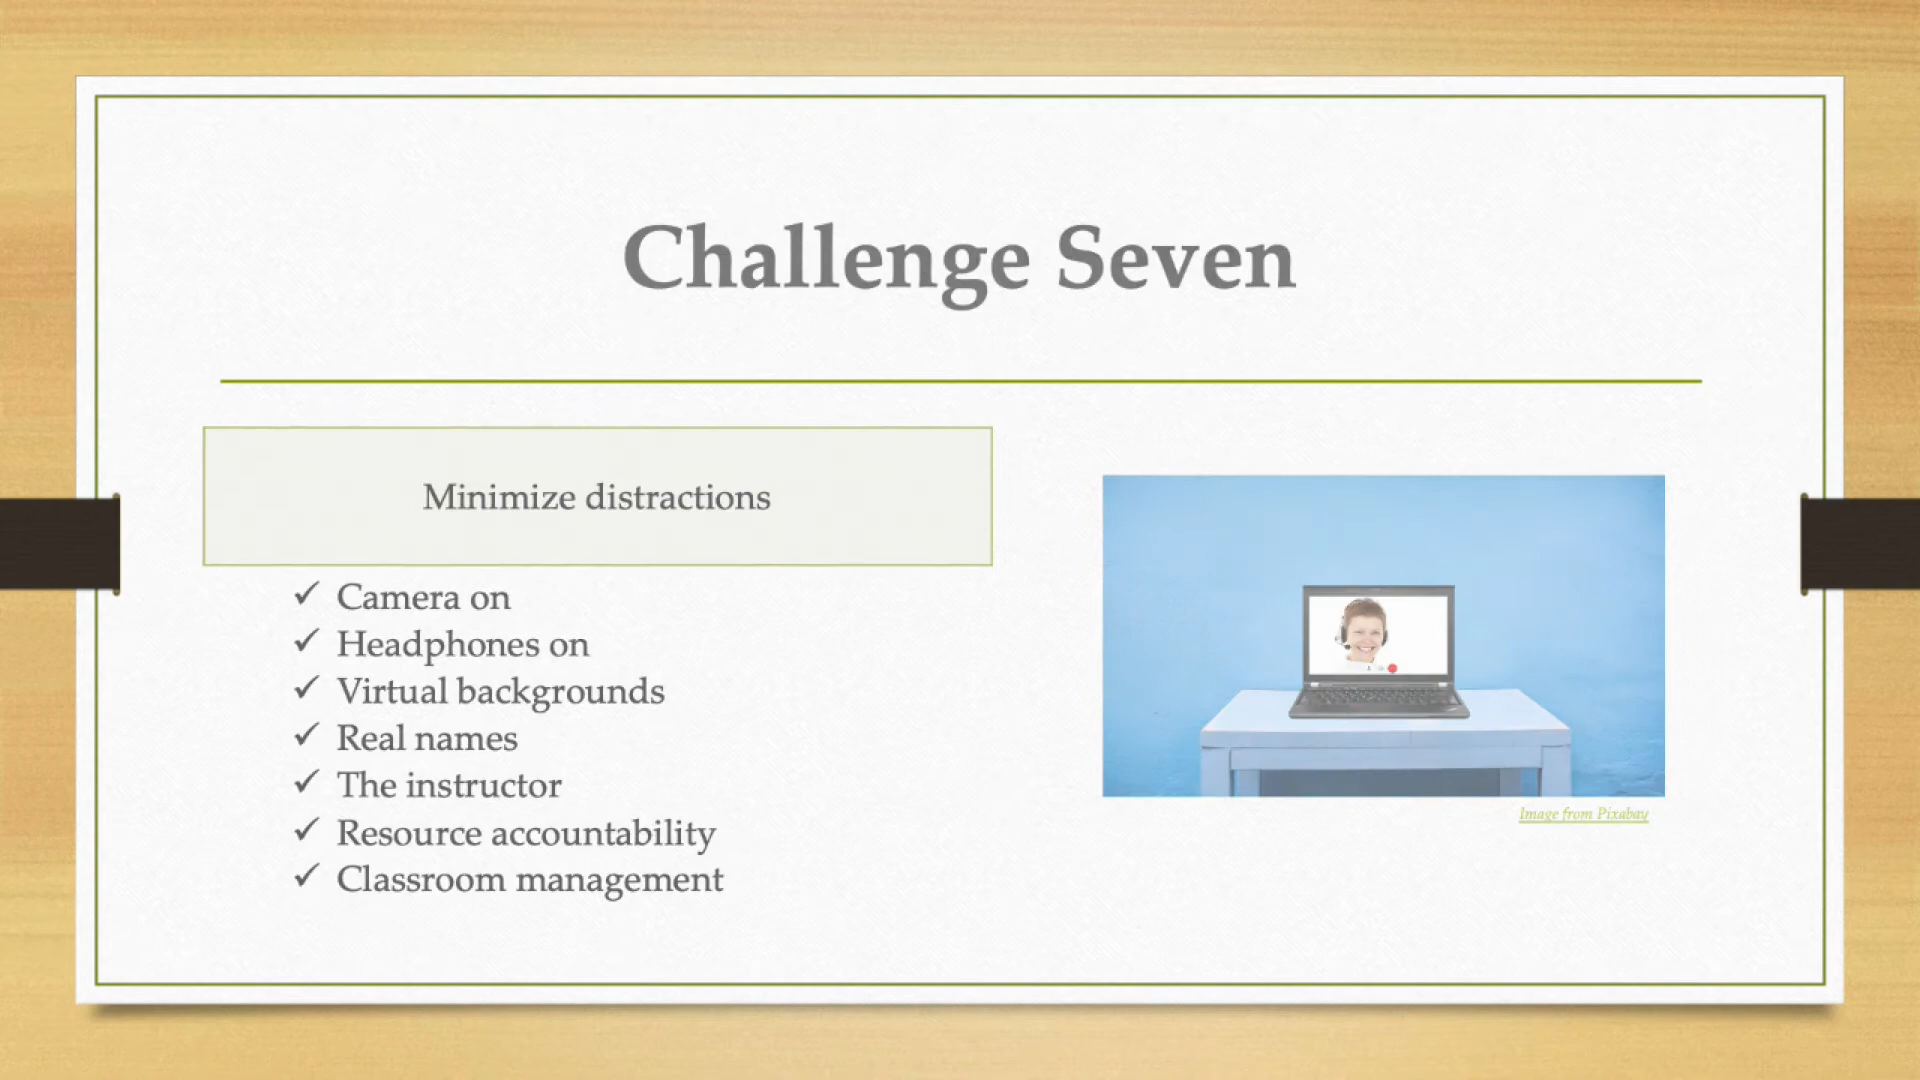 Challenge Seven
Minimize distractions
✓ Camera on
✓ Headphones on
✓ Virtual backgrounds
✓ Real names
✓ The instructor
✓ Resource accountability
✓ Classroom management
Image from Pixabay